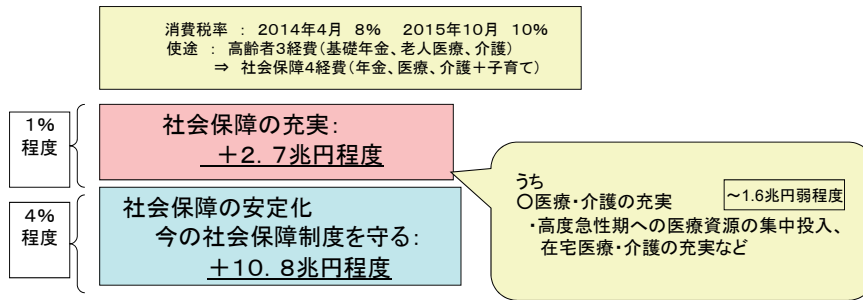 消費税率 : 2014年4月 8% 2015年10月 10%
使途 : 高齢者3経費(基礎年金、老人医療、介護)
⇒ 社会保障4経費(年金、医療、介護+子育て)
1%
程度
社会保障の充実:
+2.7兆円程度
4%
程度
社会保障の安定化
今の社会保障制度を守る:
+10.8兆円程度
うち
○医療・介護の充実 ~1.6兆円弱程度
・高度急性期への医療資源の集中投入、
在宅医療・介護の充実など